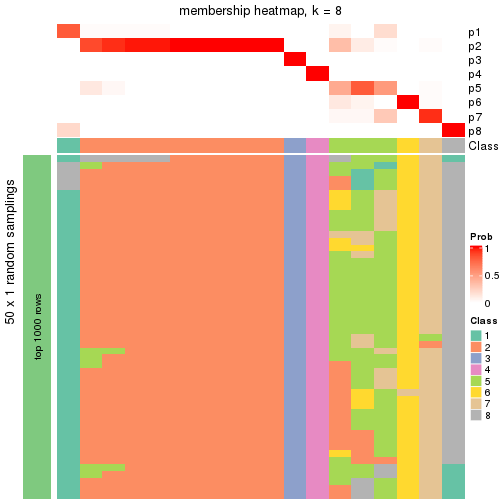 membership heatmap, k = 8
p1
p2
p3
p4
p5
p6
p7
p8
Class
50 x 1 random samplings
top 1000 rows
Prob
1
0.5
0
Class
1
2
3
4
5
6
7
8